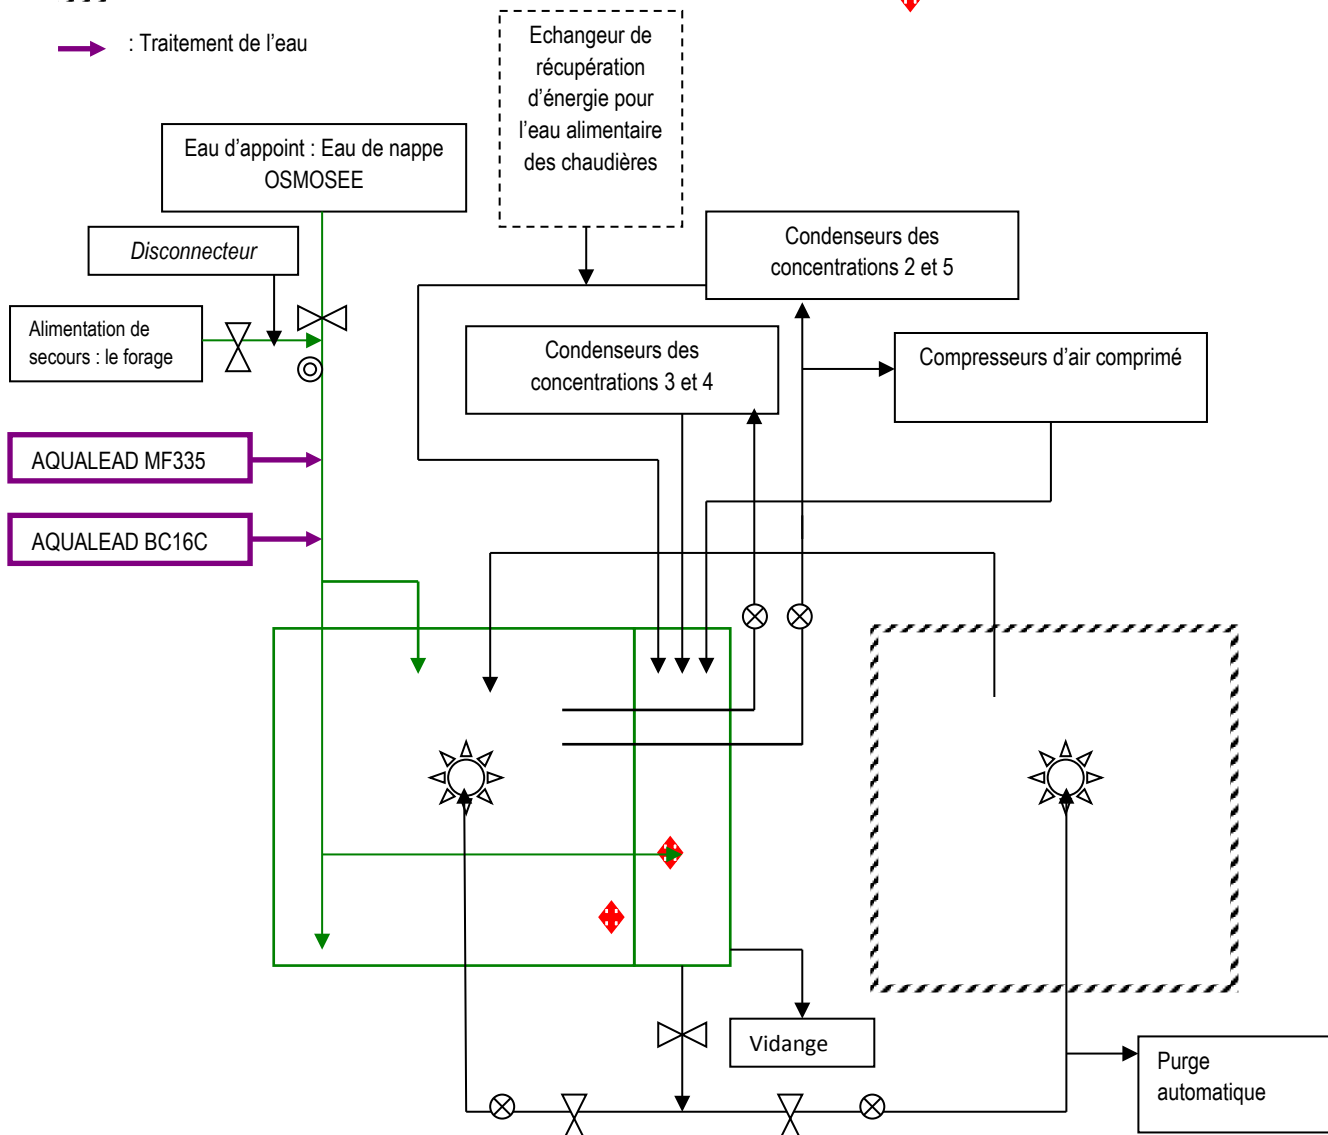 : Traitement de l'eau
Echangeur de
récupération
d'énergie pour
l'eau alimentaire
des chaudières
Eau d'appoint : Eau de nappe
OSMOSEE
Disconnecteur
Condenseurs des
concentrations 2 et 5
Alimentation de
secours : le forage
Condenseurs des
concentrations 3 et 4
Compresseurs d'air comprimé
AQUALEAD MF335
AQUALEAD BC16C
Vidange
Purge
automatique